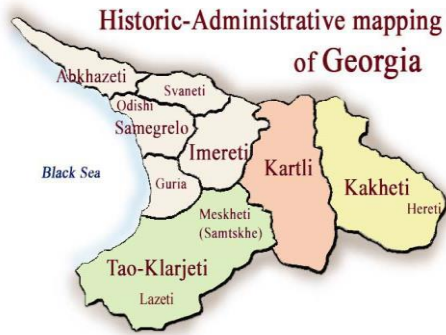 Historic-Administrative mapping
of Georgia
Abkhazeti
Svaneti
Odishi
Samegrelo
Imereti
Kartli
Kakheti
Black Sea
Guria
Hereti
Meskheti
(Samtskhe)
Tao-Klarjeti
Lazeti